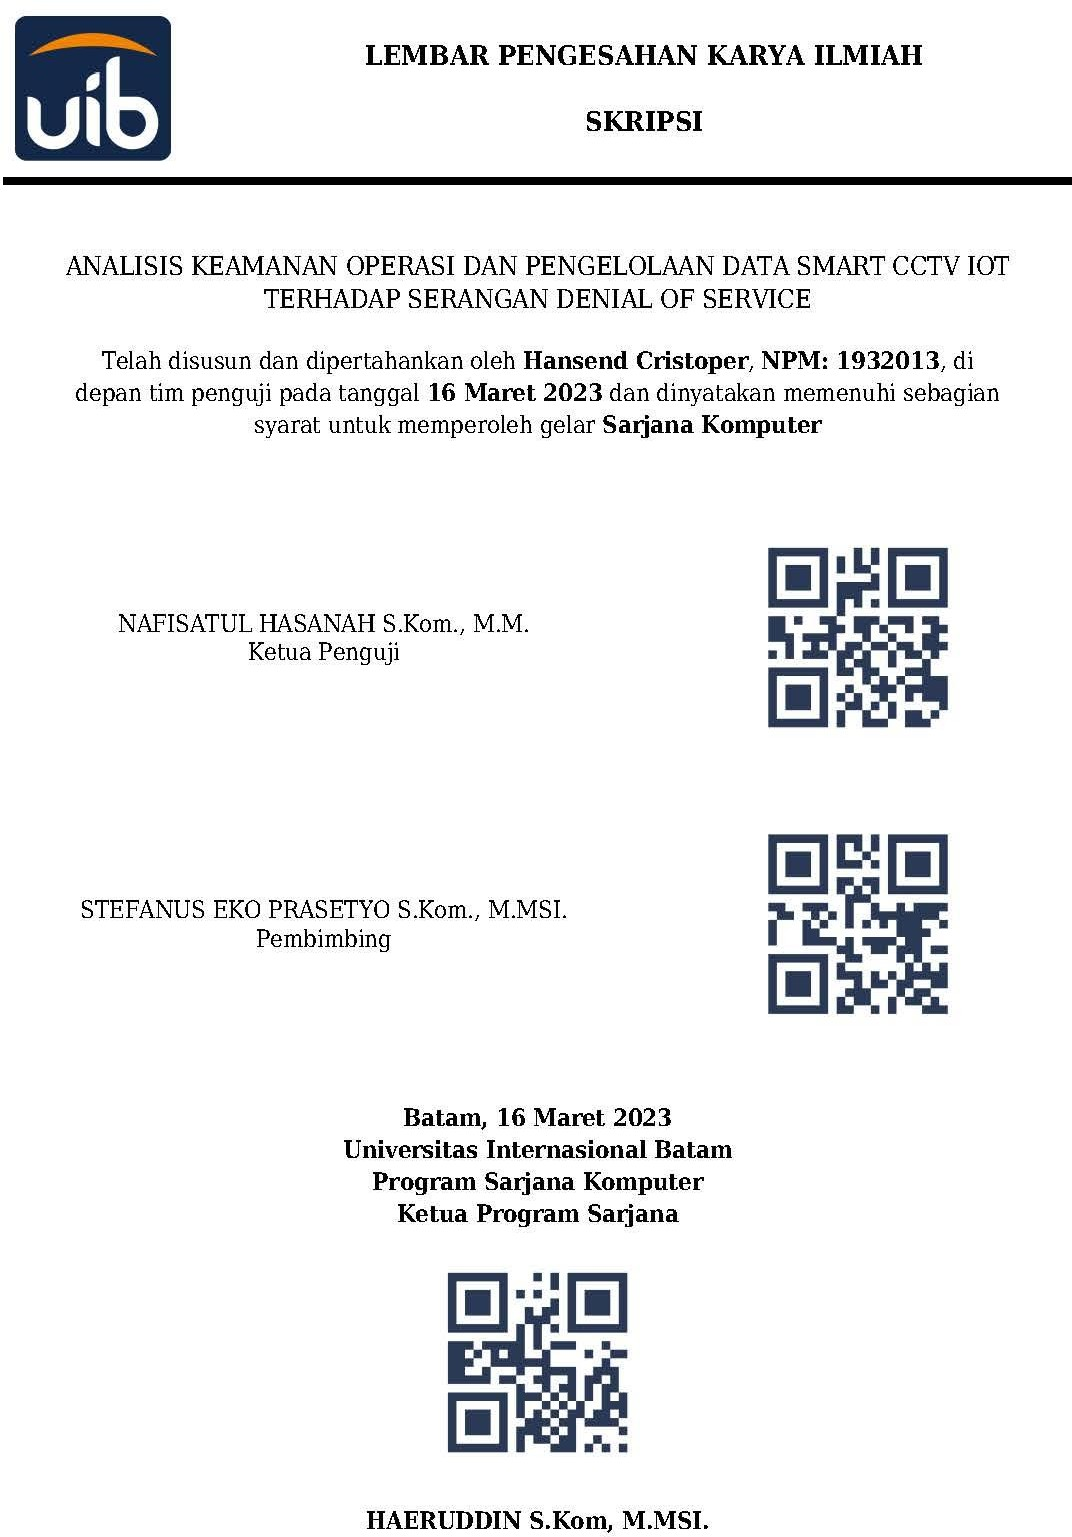 uib
LEMBAR PENGESAHAN KARYA ILMIAH
SKRIPSI
ANALISIS KEAMANAN OPERASI DAN PENGELOLAAN DATA SMART CCTV IOT
TERHADAP SERANGAN DENIAL OF SERVICE
Telah disusun dan dipertahankan oleh Hansend Cristoper, NPM: 1932013, di
depan tim penguji pada tanggal 16 Maret 2023 dan dinyatakan memenuhi sebagian
syarat untuk memperoleh gelar Sarjana Komputer
NAFISATUL HASANAH S.Kom., M.M.
Ketua Penguji
STEFANUS EKO PRASETYO S.Kom., M.MSI.
Pembimbing
Batam, 16 Maret 2023
Universitas Internasional Batam
Program Sarjana Komputer
Ketua Program Sarjana
HAERUDDIN S.Kom, M.MSI.